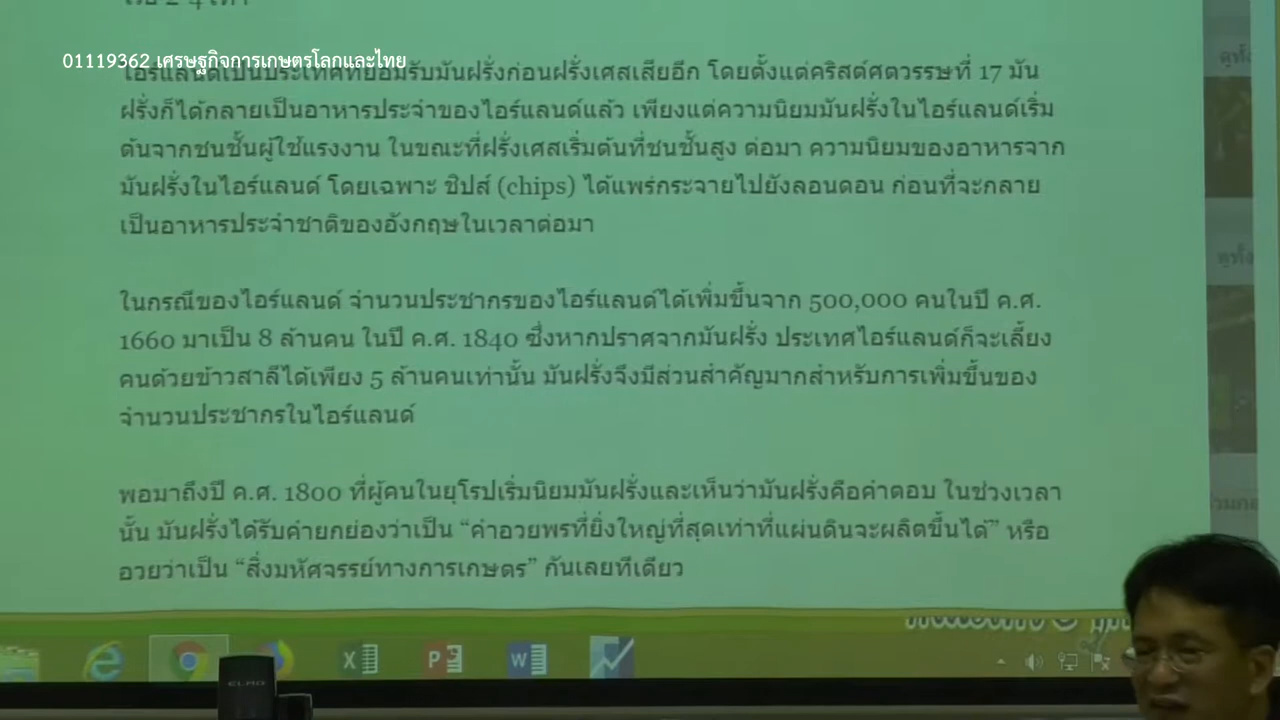 01119362 เศรษฐกิจการเกษตรโลกและไทย
ไอร์แลนด์เป็นประเทศที่ยอมรับมันฝรั่งก่อนฝรั่งเศสเสียอีก โดยตั้งแต่คริสต์ศตวรรษที่ 17 มัน
ฝรั่งก็ได้กลายเป็นอาหารประจำของไอร์แลนด์แล้ว เพียงแต่ความนิยมมันฝรั่งในไอร์แลนด์เริ่ม
ต้นจากชนชั้นผู้ใช้แรงงาน ในขณะที่ฝรั่งเศสเริ่มต้นที่ชนชั้นสูง ต่อมา ความนิยมของอาหารจาก
มันฝรั่งในไอร์แลนด์ โดยเฉพาะ ชิปส์ (chips) ได้แพร่กระจายไปยังลอนดอน ก่อนที่จะกลาย
เป็นอาหารประจำชาติของอังกฤษในเวลาต่อมา
ในกรณีของไอร์แลนด์ จำนวนประชากรของไอร์แลนด์ได้เพิ่มขึ้นจาก 500,000 คนในปี ค.ศ.
1660 มาเป็น 8 ล้านคน ในปี ค.ศ. 1840 ซึ่งหากปราศจากมันฝรั่ง ประเทศไอร์แลนด์ก็จะเลี้ยง
คนด้วยข้าวสาลีได้เพียง 5 ล้านคนเท่านั้น มันฝรั่งจึงมีส่วนสำคัญมากสำหรับการเพิ่มขึ้นของ
จำนวนประชากรในไอร์แลนด์
พอมาถึงปี ค.ศ. 1800 ที่ผู้คนในยุโรปเริ่มนิยมมันฝรั่งและเห็นว่ามันฝรั่งคือคำตอบ ในช่วงเวลา
นั้น มันฝรั่งได้รับคำยกย่องว่าเป็น “คำอวยพรที่ยิ่งใหญ่ที่สุดเท่าที่แผ่นดินจะผลิตขึ้นได้” หรือ
อวยว่าเป็น “สิ่งมหัศจรรย์ทางการเกษตร” กันเลยทีเดียว
ELMO